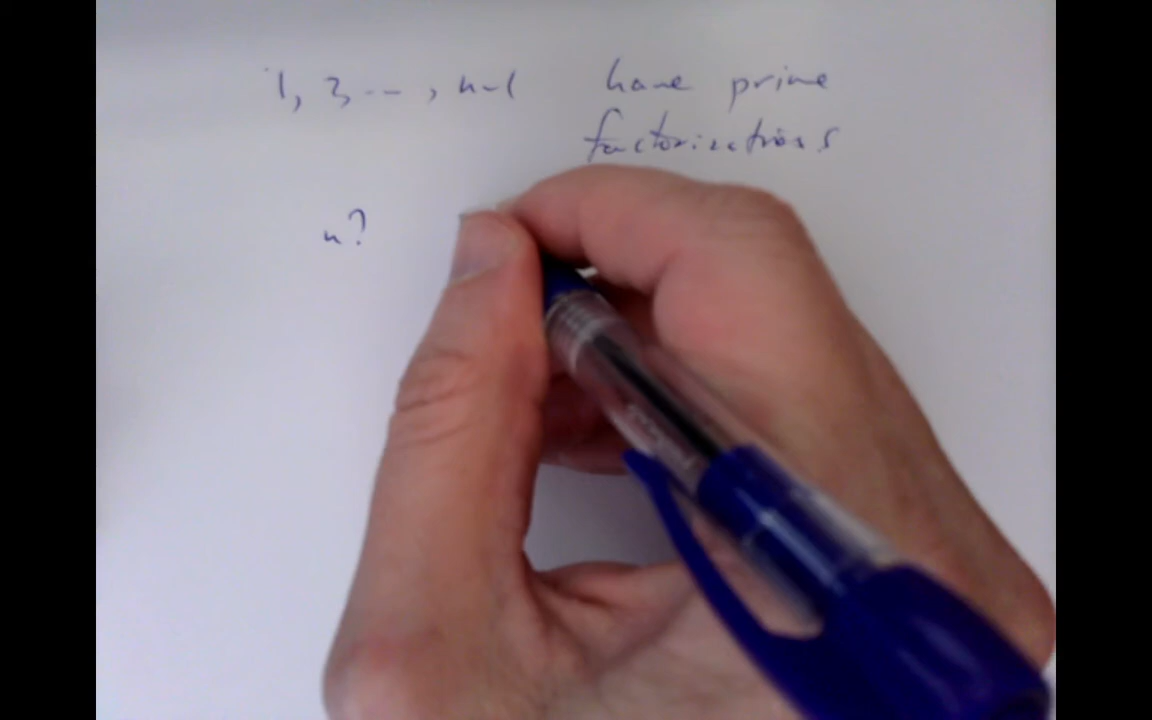 1, 2, ..., n-1 have prime
factorizations
n?